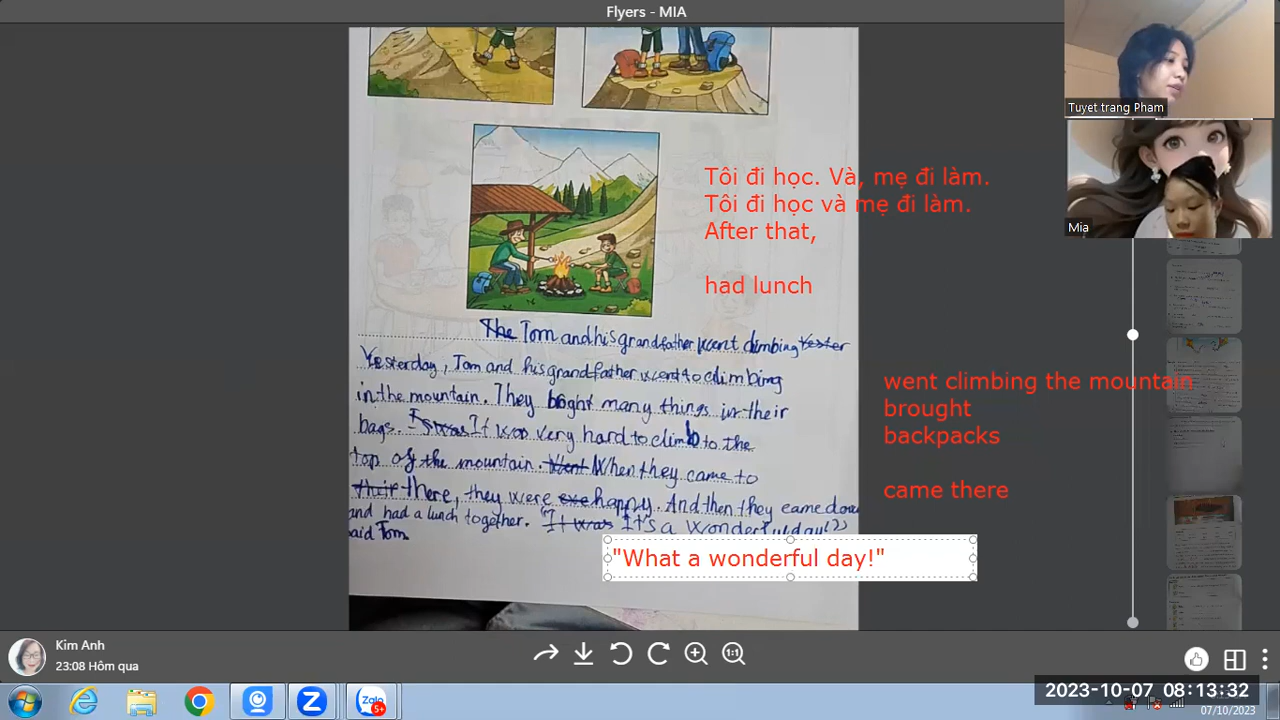 Flyers - MIA
Tuyet trang Pham
Mia
Tôi đi học. Và, mẹ đi làm.
Tôi đi học và mẹ đi làm.
After that,
had lunch
The Tom and his grandfather went climbing yester
Yesterday, Tom and his grandfather went to climbing
in the mountain. They boght many things in their
bags. It was very hard to climb to the
top of the mountain. Went When they came to
their there, they were happy. And then they came down
and had a lunch together. "It was It's a wonderful day!"
said Tom
went climbing the mountain
brought
backpacks
came there
"What a wonderful day!"
Kim Anh
23:08 Hôm qua
1:1
Zalo
5+
2023-10-07 08:13:32
07/10/2023